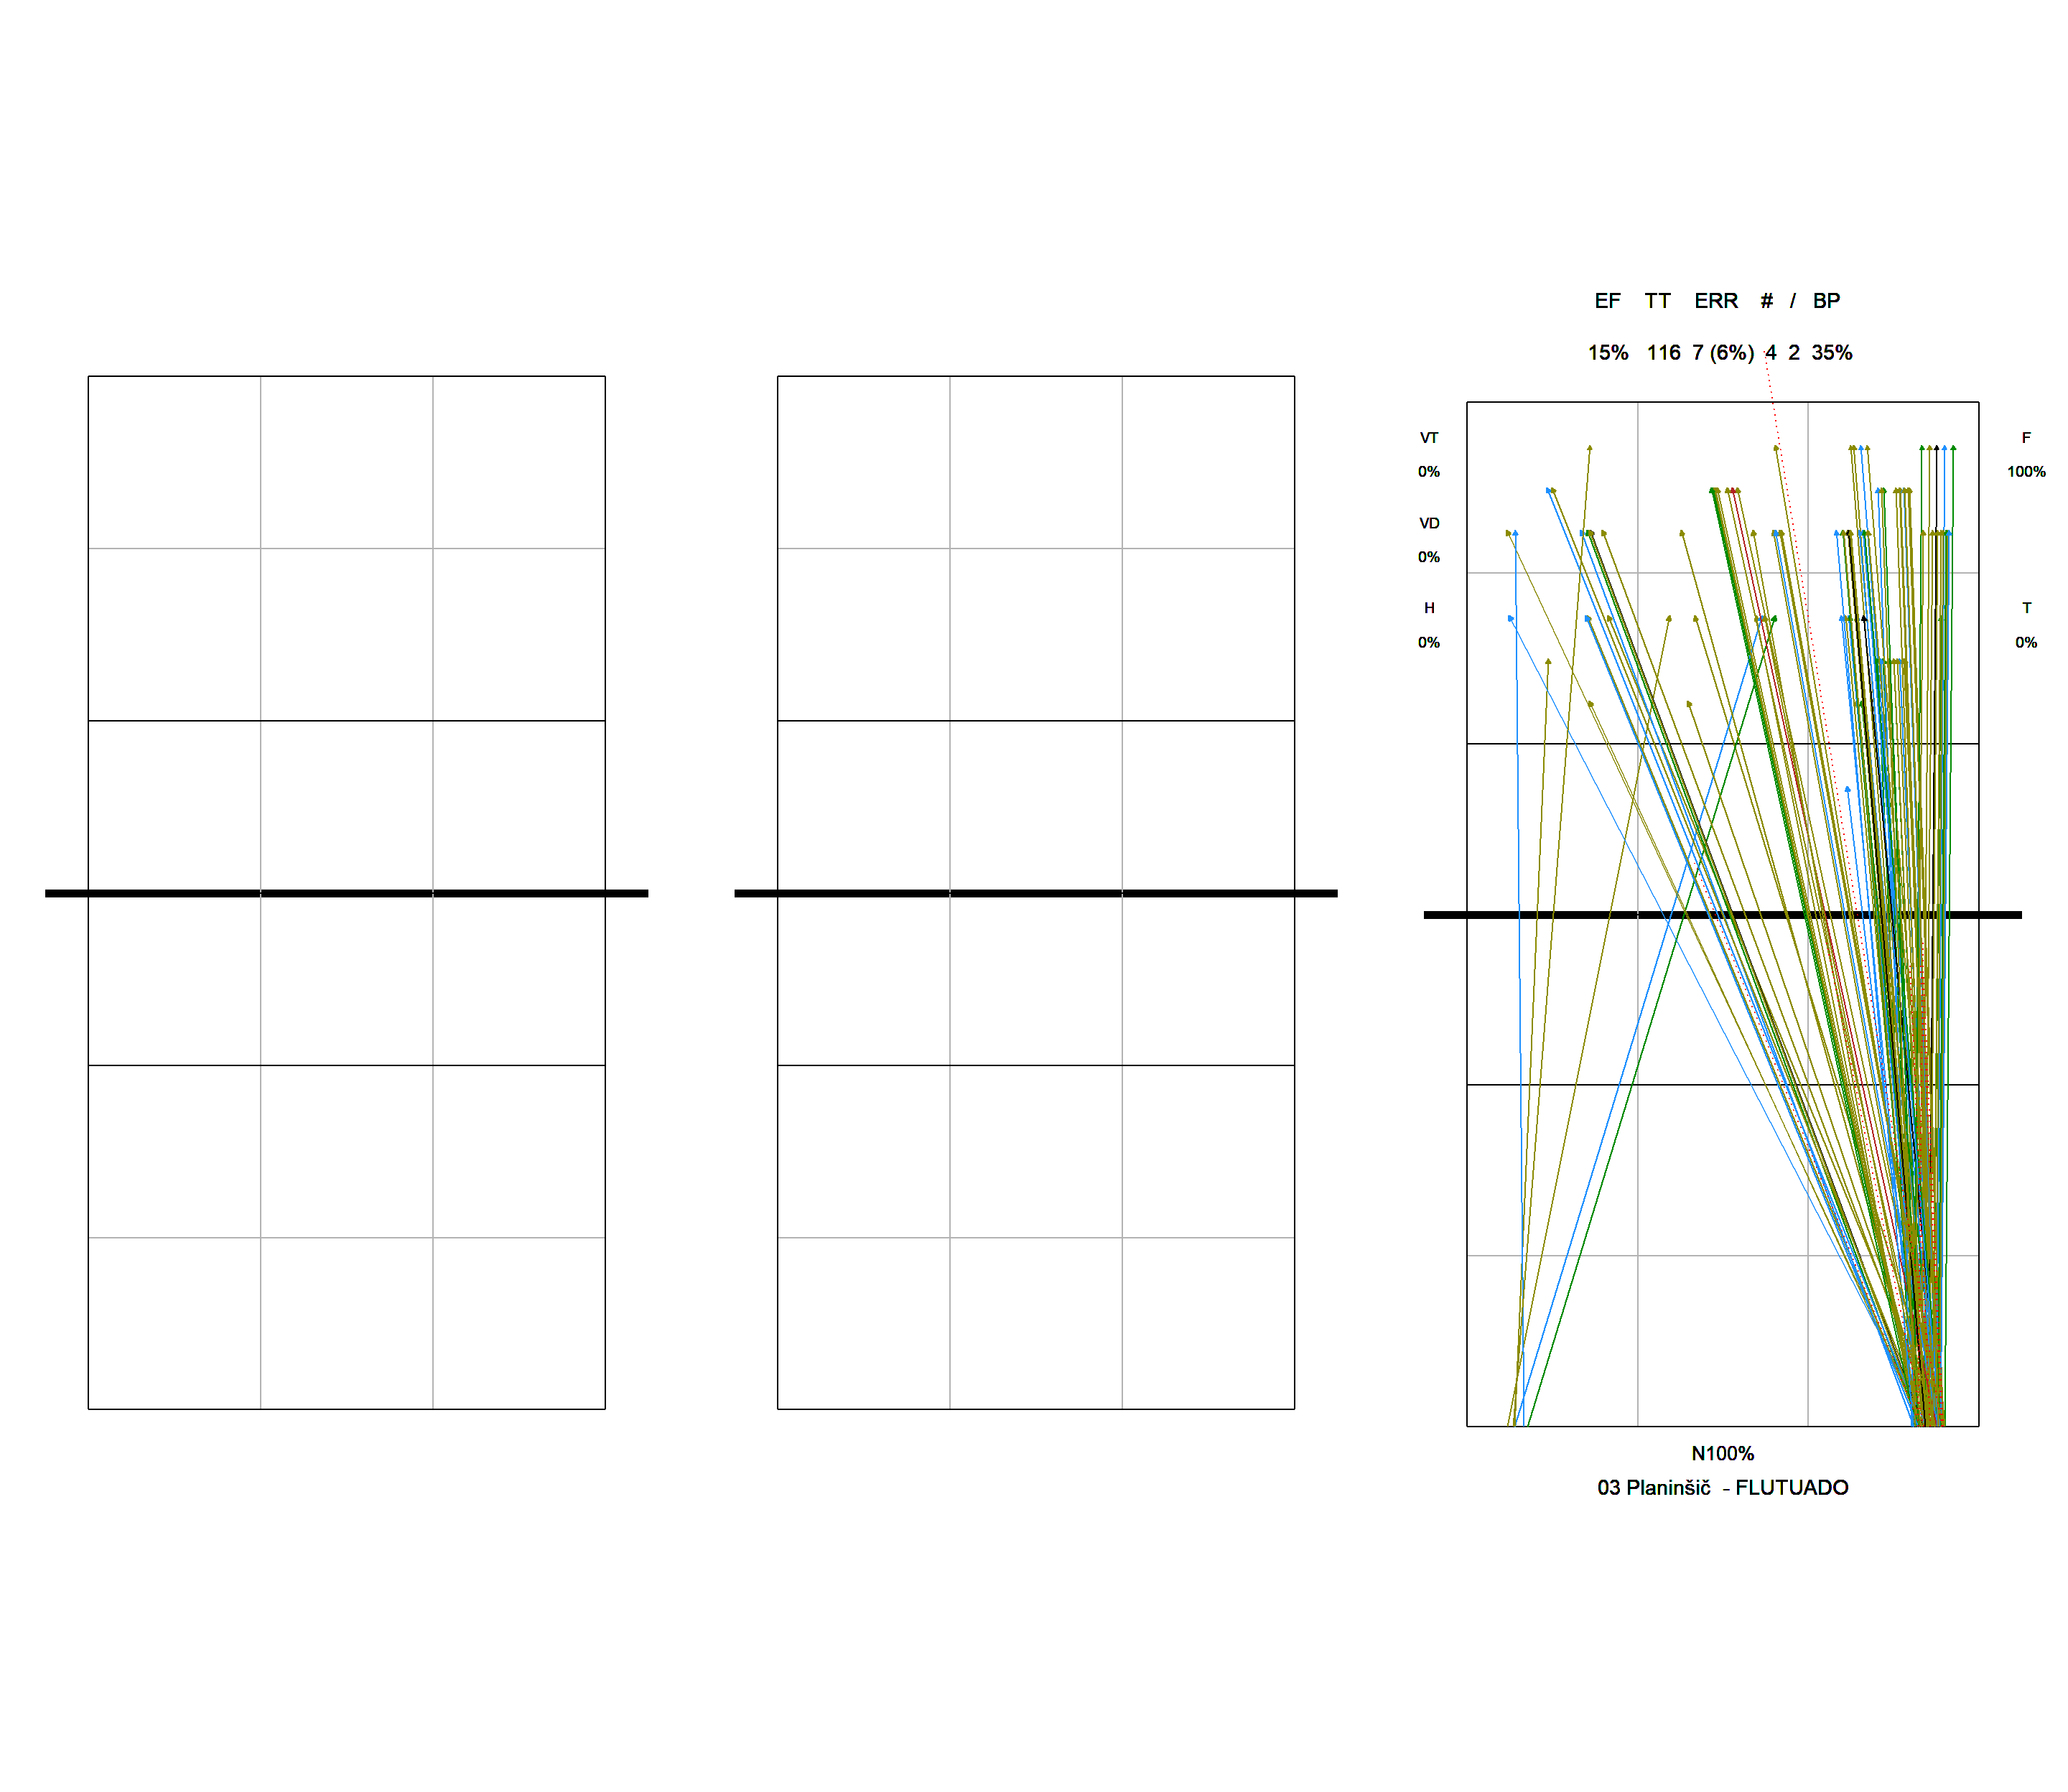 EF TT ERR # / BP
15% 116 7 (6%) 4 2 35%
VT F
0% 100%
VD
0%
H T
0% 0%
N100%
03 Planinšič - FLUTUADO